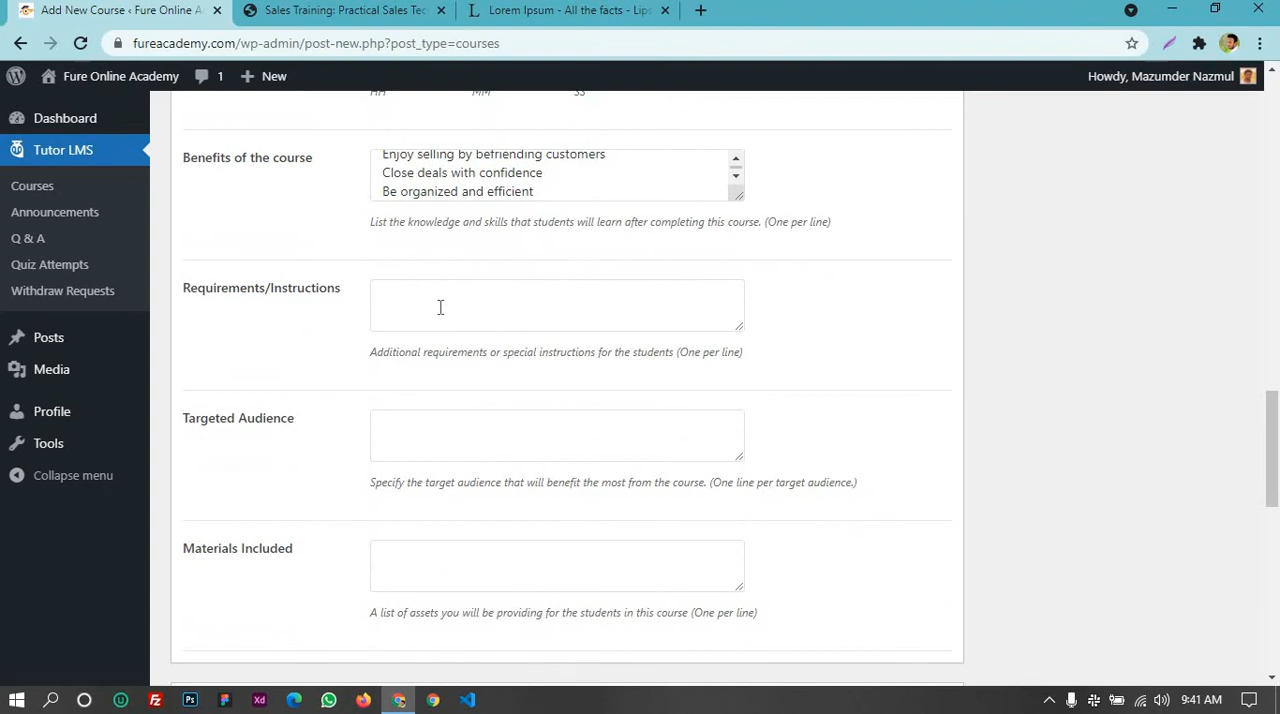 Add New Course ‹ Fure Online A
Sales Training: Practical Sales Tec
Lorem Ipsum - All the facts - Lips
fureacademy.com/wp-admin/post-new.php?post_type=courses
Fure Online Academy
1
New
Howdy, Mazumder Nazmul
Dashboard
Tutor LMS
Courses
Announcements
Q & A
Quiz Attempts
Withdraw Requests
Posts
Media
Profile
Tools
Collapse menu
HH MM SS
Benefits of the course
Enjoy selling by befriending customers
Close deals with confidence
Be organized and efficient
List the knowledge and skills that students will learn after completing this course. (One per line)
Requirements/Instructions
Additional requirements or special instructions for the students (One per line)
Targeted Audience
Specify the target audience that will benefit the most from the course. (One line per target audience.)
Materials Included
A list of assets you will be providing for the students in this course (One per line)
9:41 AM